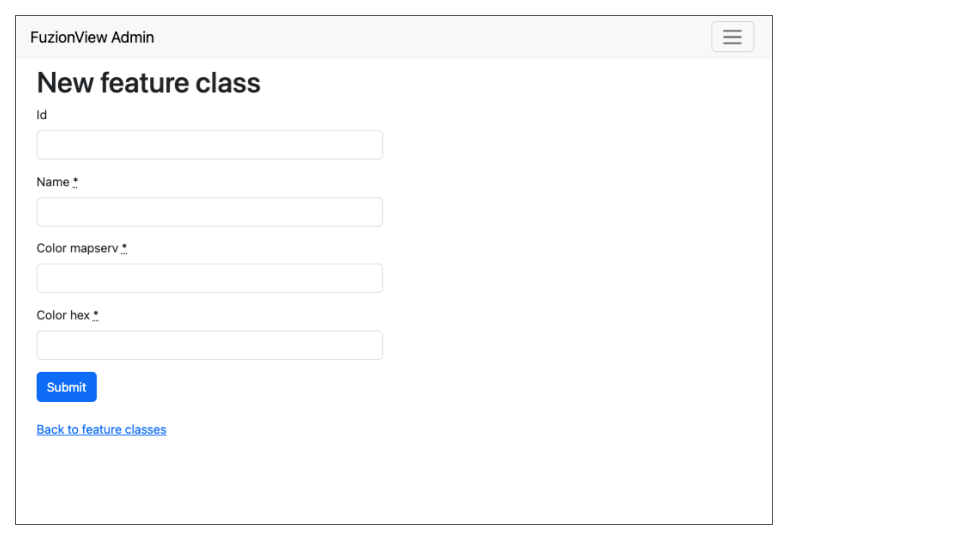 FuzionView Admin
New feature class
Id
Name *
Color mapserv *
Color hex *
Submit
Back to feature classes